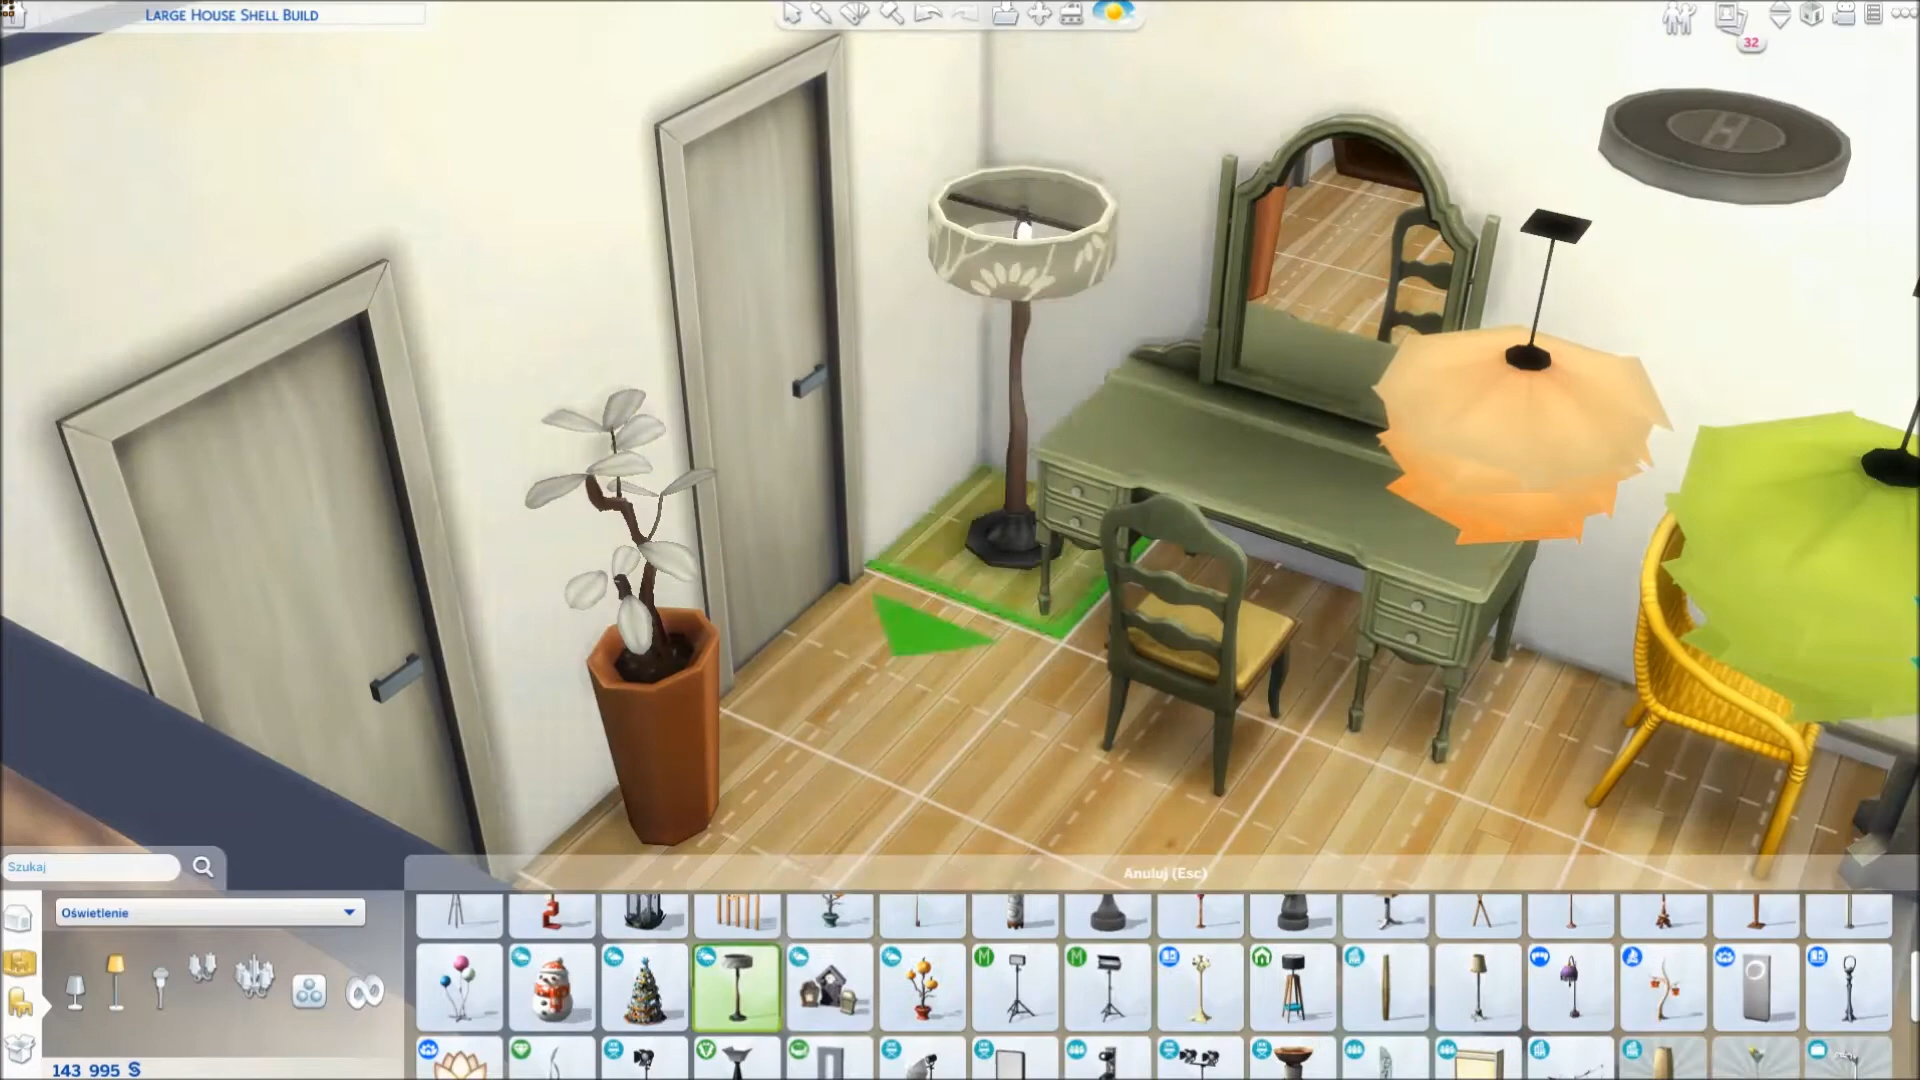 LARGE HOUSE SHELL BUILD
32
Szukaj
Anuluj (Esc)
Oświetlenie
143 995 $